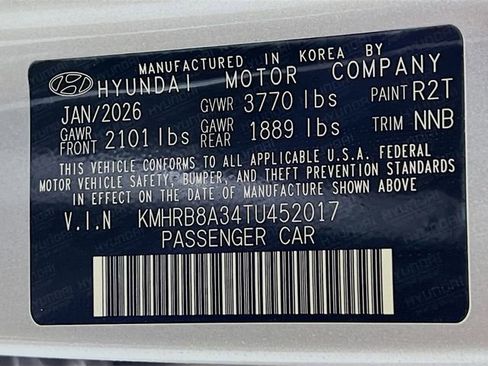 MANUFACTURED IN KOREA BY
HYUNDAI MOTOR COMPANY
JAN/2026 GVWR 3770 lbs PAINT R2T
GAWR FRONT 2101 lbs GAWR REAR 1889 lbs TRIM NNB
THIS VEHICLE CONFORMS TO ALL APPLICABLE U.S.A. FEDERAL
MOTOR VEHICLE SAFETY, BUMPER, AND THEFT PREVENTION STANDARDS
IN EFFECT ON THE DATE OF MANUFACTURE SHOWN ABOVE
V.I.N KMHRB8A34TU452017
PASSENGER CAR